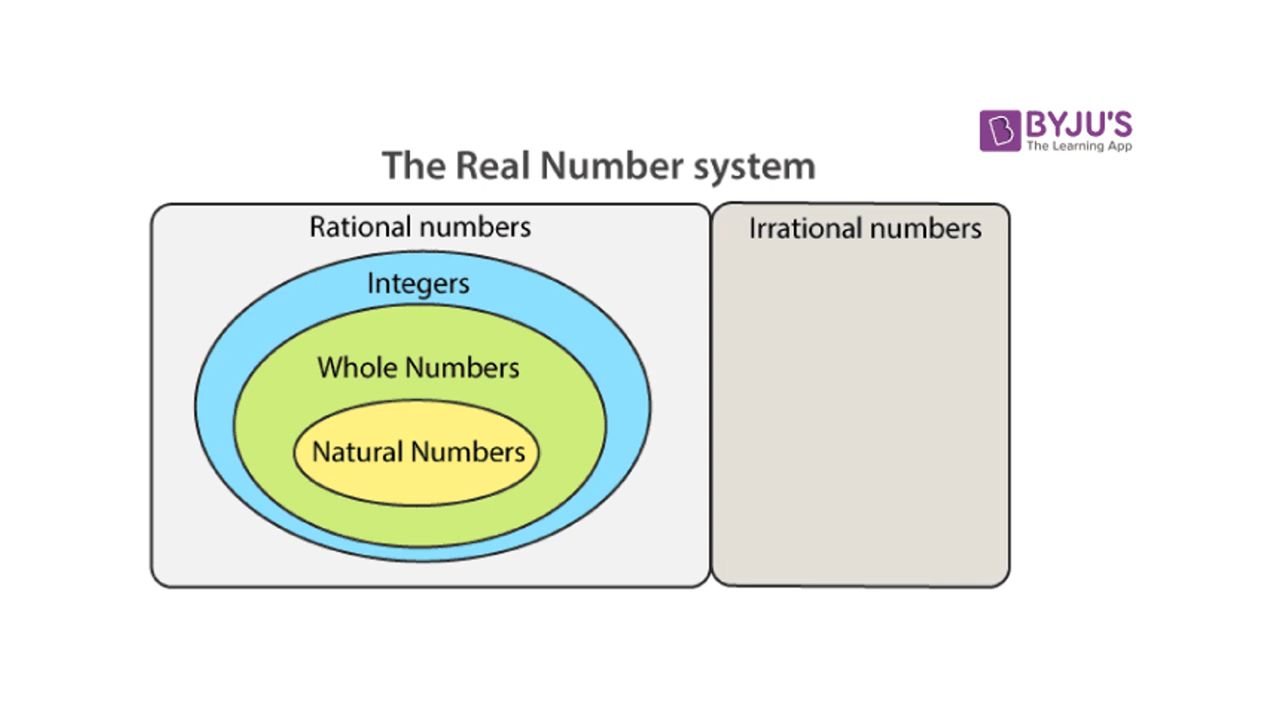 BYJU'S
The Learning App
The Real Number system
Rational numbers
Irrational numbers
Integers
Whole Numbers
Natural Numbers